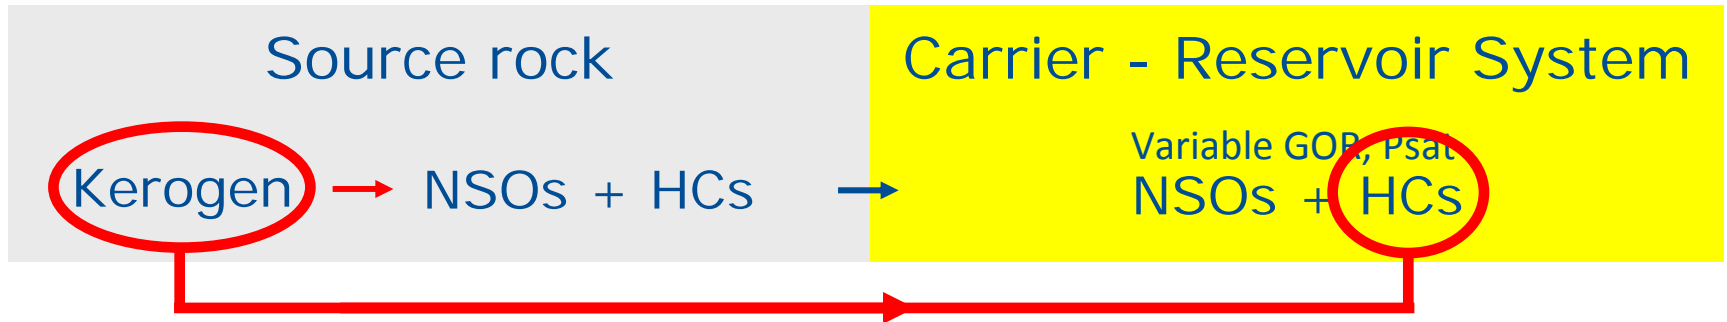 Source rock
Kerogen → NSOs + HCs →
Carrier - Reservoir System
Variable GOR, Psat
NSOs + HCs